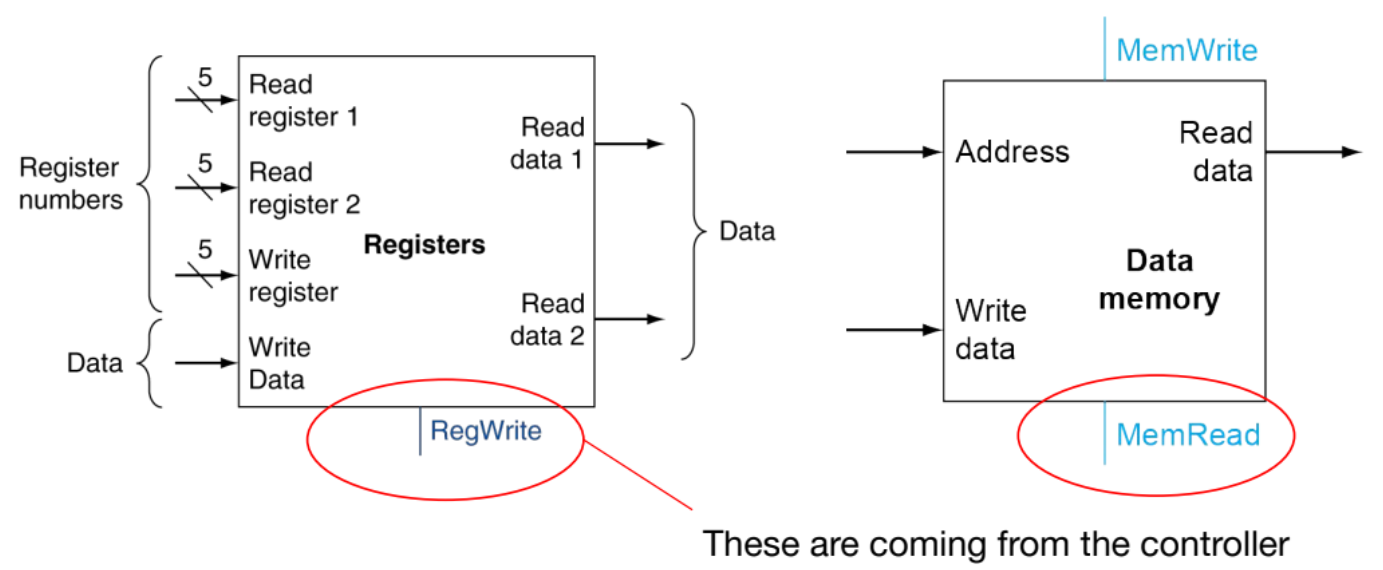 Register
numbers
Data
5
Read
register 1
5
Read
register 2
5
Write
register
Write
Data
Registers
Read
data 1
Read
data 2
Data
RegWrite
MemWrite
Address
Read
data
Data
memory
Write
data
MemRead
These are coming from the controller